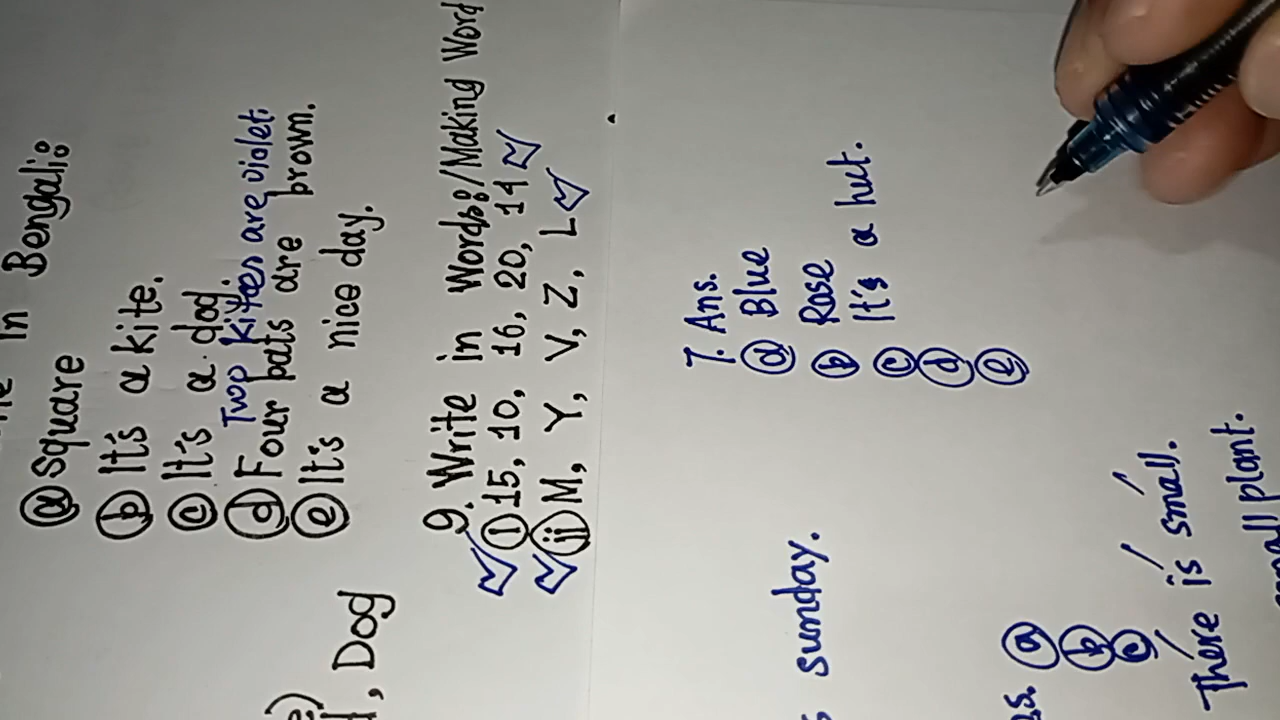 in Bengali:
(a) Square
(b) It's a kite.
(c) It's a dog.
Two kites are violet.
(d) Four bats are brown.
(e) It's a nice day.
, Dog
9. Write in Words:/Making Word
(i) 15, 10, 16, 20, 14
(ii) M, Y, V, Z, L
sunday.
7. Ans.
(a) Blue
(b) Rose
(c) It's a hut.
(d)
(e)
(a)
(b)
(c)
There is small.
small plant.